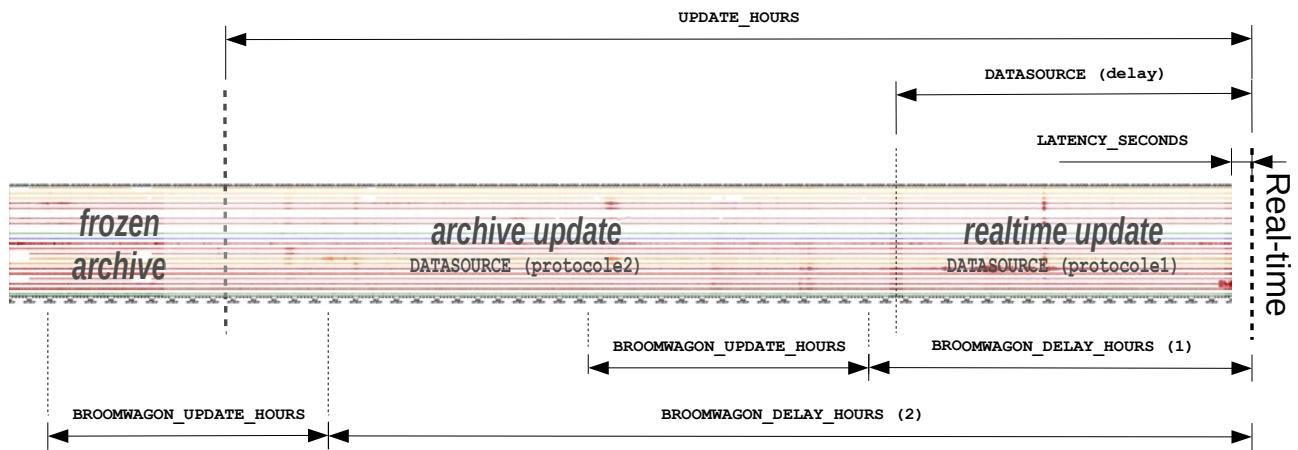 UPDATE_HOURS
DATASOURCE (delay)
LATENCY_SECONDS
Real-time
frozen
archive
archive update
DATASOURCE (protocole2)
realtime update
DATASOURCE (protocole1)
BROOMWAGON_UPDATE_HOURS
BROOMWAGON_DELAY_HOURS (1)
BROOMWAGON_UPDATE_HOURS
BROOMWAGON_DELAY_HOURS (2)